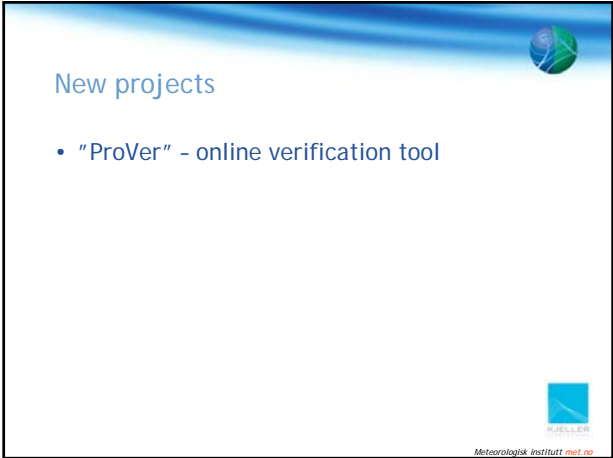 New projects
• "ProVer" – online verification tool
KJELLER
Meteorologisk institutt met.no